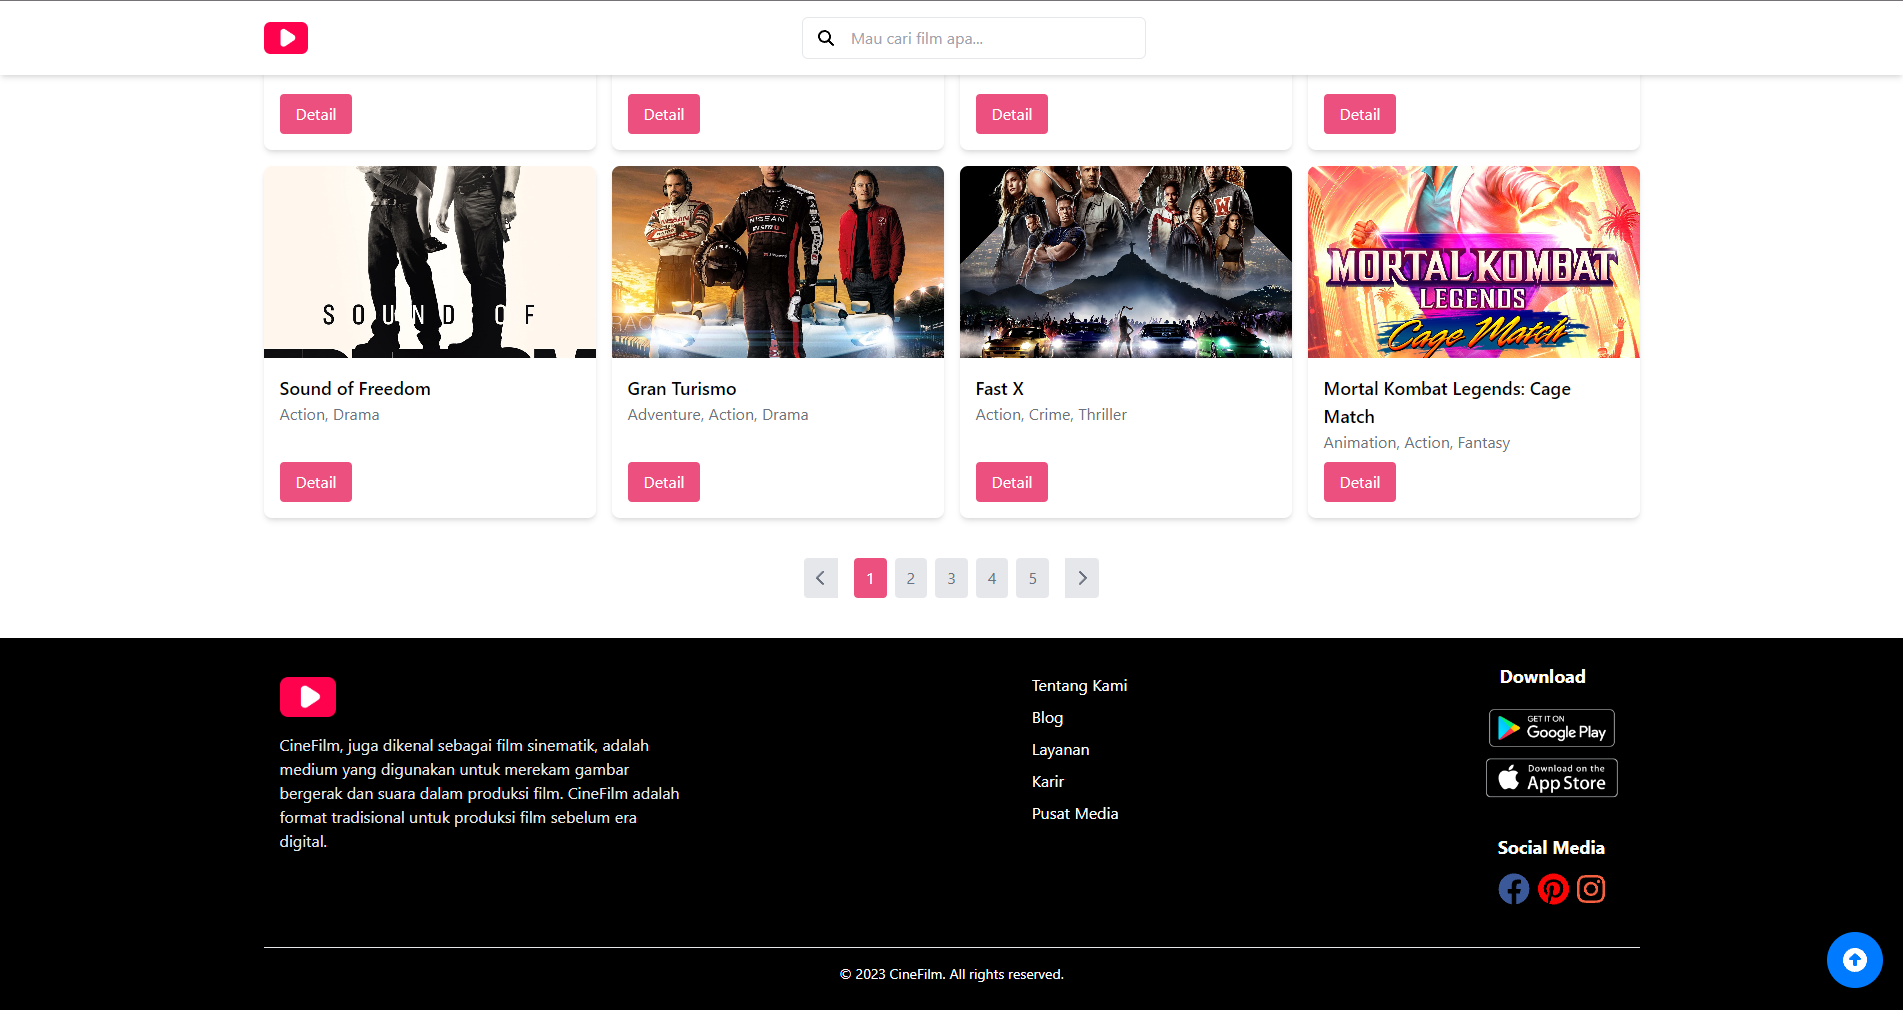 Mau cari film apa...
Detail
Detail
Detail
Detail
SOUND OF
NISSAN
nismo
W
MORTAL KOMBAT
LEGENDS
Cage Match
Sound of Freedom
Action, Drama
Detail
Gran Turismo
Adventure, Action, Drama
Detail
Fast X
Action, Crime, Thriller
Detail
Mortal Kombat Legends: Cage
Match
Animation, Action, Fantasy
Detail
1 2 3 4 5
CineFilm, juga dikenal sebagai film sinematik, adalah
medium yang digunakan untuk merekam gambar
bergerak dan suara dalam produksi film. CineFilm adalah
format tradisional untuk produksi film sebelum era
digital.
Tentang Kami
Blog
Layanan
Karir
Pusat Media
Download
GET IT ON
Google Play
Download on the
App Store
Social Media
© 2023 CineFilm. All rights reserved.